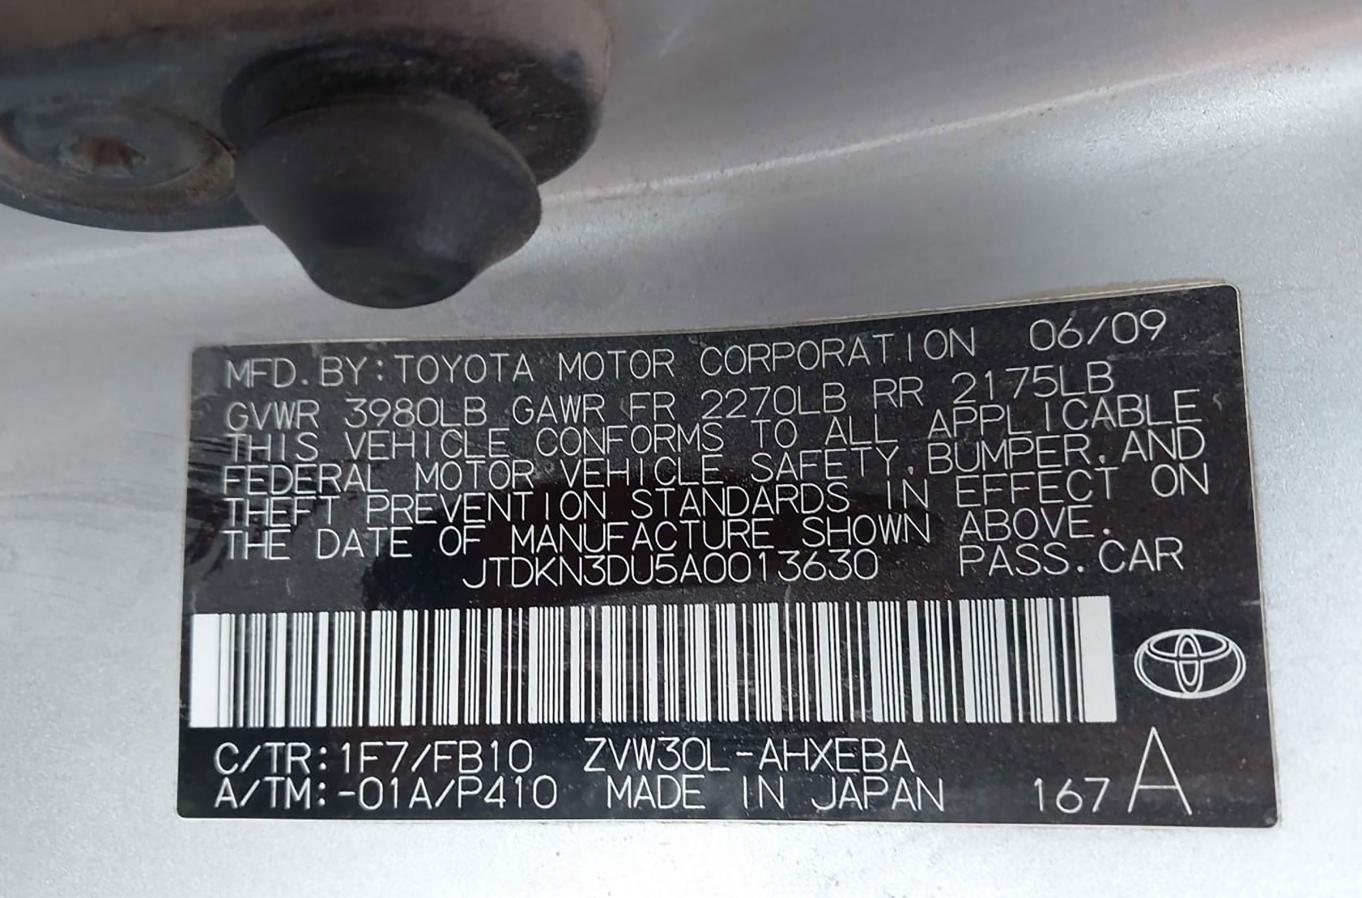 MFD.BY:TOYOTA MOTOR CORPORATION 06/09
GVWR 3980LB GAWR FR 2270LB RR 2175LB
THIS VEHICLE CONFORMS TO ALL APPLICABLE
FEDERAL MOTOR VEHICLE SAFETY, BUMPER, AND
THEFT PREVENTION STANDARDS IN EFFECT ON
THE DATE OF MANUFACTURE SHOWN ABOVE.
JTDKN3DU5A0013630 PASS.CAR
C/TR:1F7/FB10 ZVW30L-AHXEBA
A/TM:-01A/P410 MADE IN JAPAN 167 A